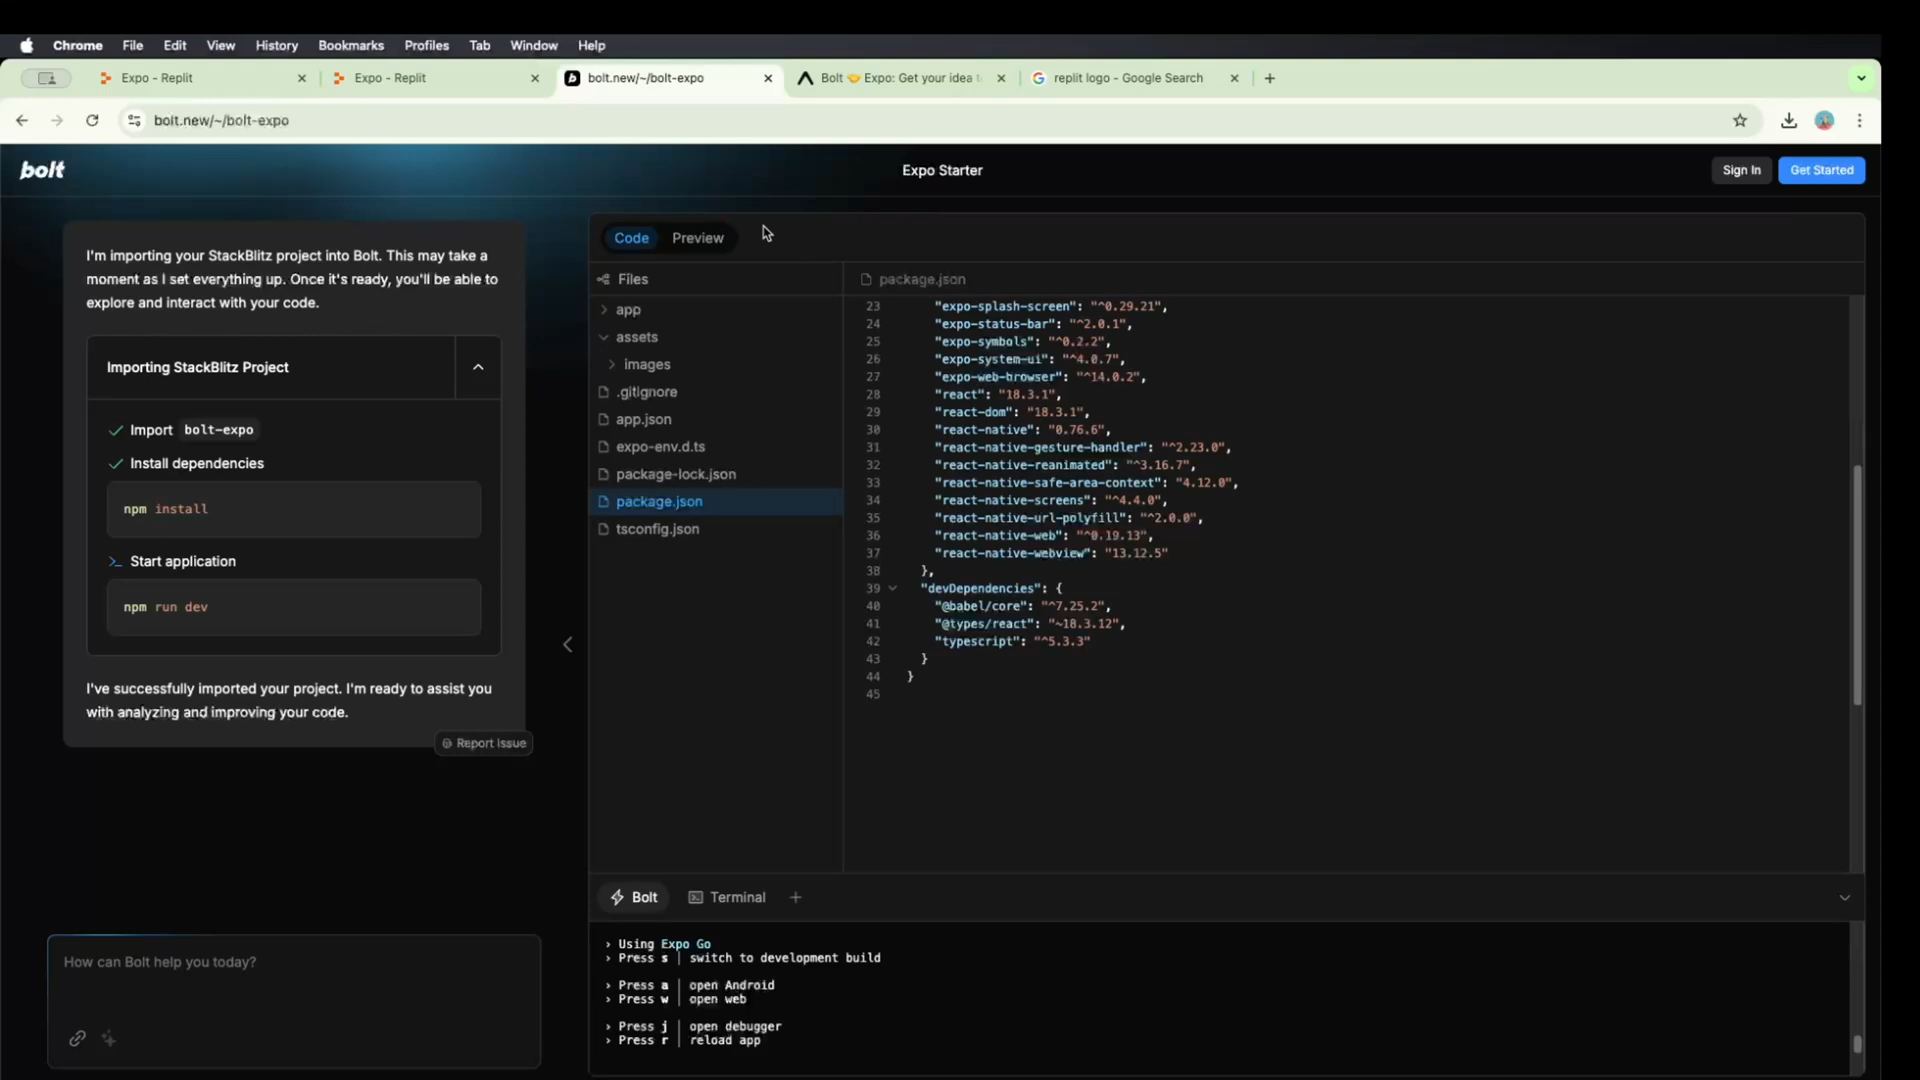 Chrome File Edit View History Bookmarks Profiles Tab Window Help
Expo - Replit
Expo - Replit
bolt.new/~/bolt-expo
Bolt 🤝 Expo: Get your idea
replit logo - Google Search
bolt.new/~/bolt-expo
bolt
Expo Starter
Sign In
Get Started
I'm importing your StackBlitz project into Bolt. This may take a
moment as I set everything up. Once it's ready, you'll be able to
explore and interact with your code.
Importing StackBlitz Project
Import bolt-expo
Install dependencies
npm install
Start application
npm run dev
I've successfully imported your project. I'm ready to assist you
with analyzing and improving your code.
Report Issue
How can Bolt help you today?
Code Preview
Files
app
assets
images
.gitignore
app.json
expo-env.d.ts
package-lock.json
package.json
tsconfig.json
package.json
23 "expo-splash-screen": "^0.29.21",
24 "expo-status-bar": "^2.0.1",
25 "expo-symbols": "^0.2.2",
26 "expo-system-ui": "^4.0.7",
27 "expo-web-browser": "^14.0.2",
28 "react": "18.3.1",
29 "react-dom": "18.3.1",
30 "react-native": "0.76.6",
31 "react-native-gesture-handler": "^2.23.0",
32 "react-native-reanimated": "^3.16.7",
33 "react-native-safe-area-context": "4.12.0",
34 "react-native-screens": "^4.4.0",
35 "react-native-url-polyfill": "^2.0.0",
36 "react-native-web": "^0.19.13",
37 "react-native-webview": "13.12.5"
38 },
39 "devDependencies": {
40 "@babel/core": "^7.25.2",
41 "@types/react": "~18.3.12",
42 "typescript": "^5.3.3"
43 }
44 }
45
Bolt Terminal +
› Using Expo Go
› Press s │ switch to development build
› Press a │ open Android
› Press w │ open web
› Press j │ open debugger
› Press r │ reload app